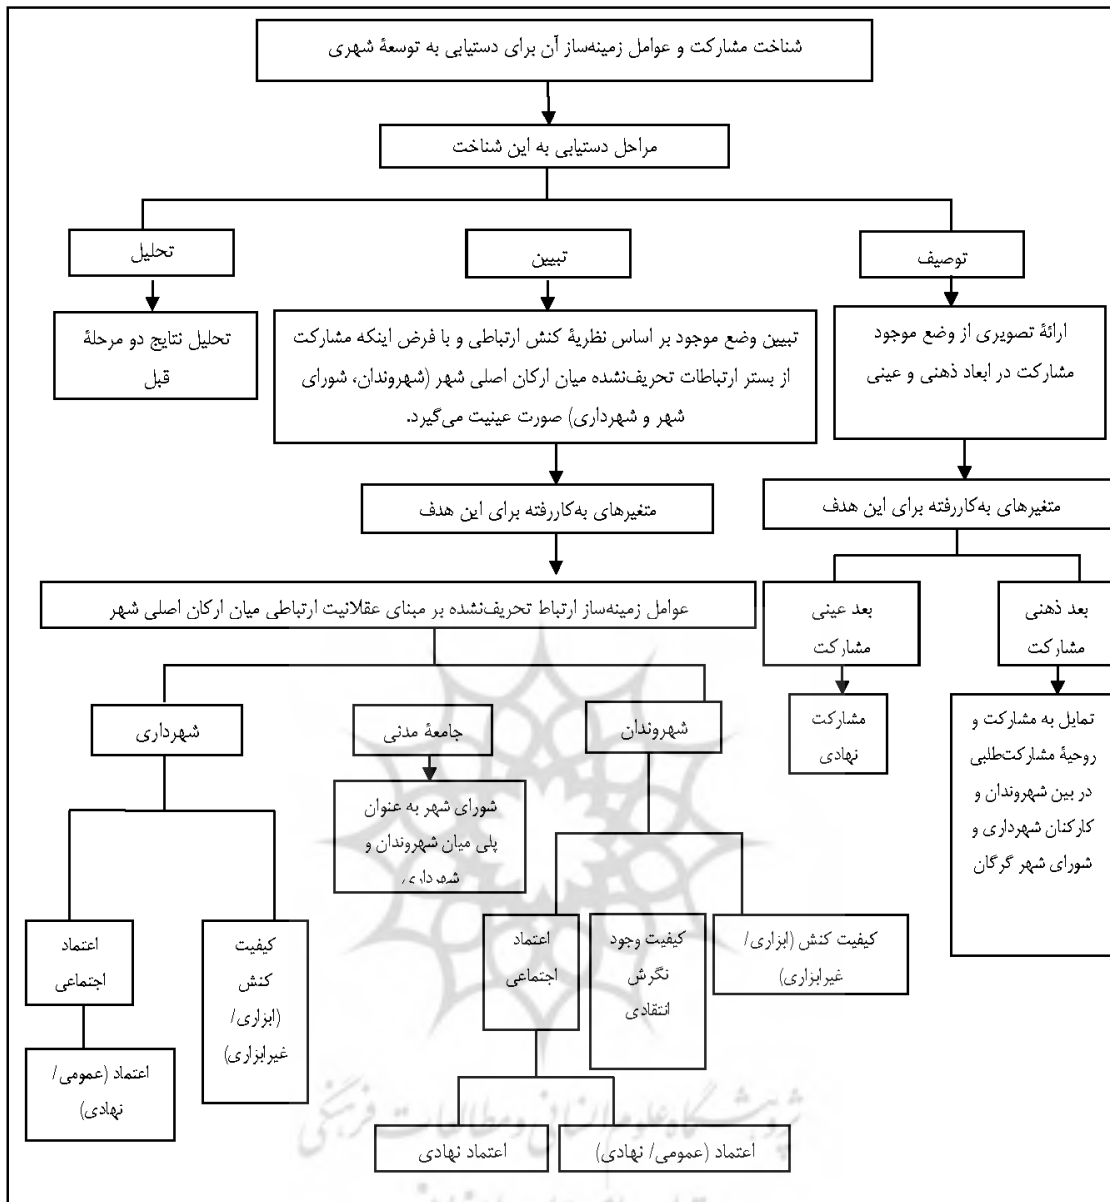 شناخت مشارکت و عوامل زمینه‌ساز آن برای دستیابی به توسعهٔ شهری
مراحل دستیابی به این شناخت
توصیف
تبیین
تحلیل
ارائهٔ تصویری از وضع موجود
مشارکت در ابعاد ذهنی و عینی
تبیین وضع موجود بر اساس نظریهٔ کنش ارتباطی و با فرض اینکه مشارکت
از بستر ارتباطات تحریف‌نشده میان ارکان اصلی شهر (شهروندان، شورای
شهر و شهرداری) صورت عینیت می‌گیرد.
تحلیل نتایج دو مرحلهٔ
قبل
متغیرهای به‌کاررفته برای این هدف
متغیرهای به‌کاررفته برای این هدف
بعد ذهنی
مشارکت
بعد عینی
مشارکت
عوامل زمینه‌ساز ارتباط تحریف‌نشده بر مبنای عقلانیت ارتباطی میان ارکان اصلی شهر
تمایل به مشارکت و
روحیهٔ مشارکت‌طلبی
در بین شهروندان و
کارکنان شهرداری و
شورای شهر گرگان
مشارکت
نهادی
شهروندان
جامعهٔ مدنی
شهرداری
شورای شهر به عنوان
پلی میان شهروندان و
شهرداری
کیفیت کنش (ابزاری/
غیرابزاری)
کیفیت وجود
نگرش
انتقادی
اعتماد
اجتماعی
کیفیت
کنش
(ابزاری/
غیرابزاری)
اعتماد
اجتماعی
اعتماد (عمومی/
نهادی)
اعتماد (عمومی/ نهادی)
اعتماد نهادی
پژوهشگاه علوم انسانی و مطالعات فرهنگی